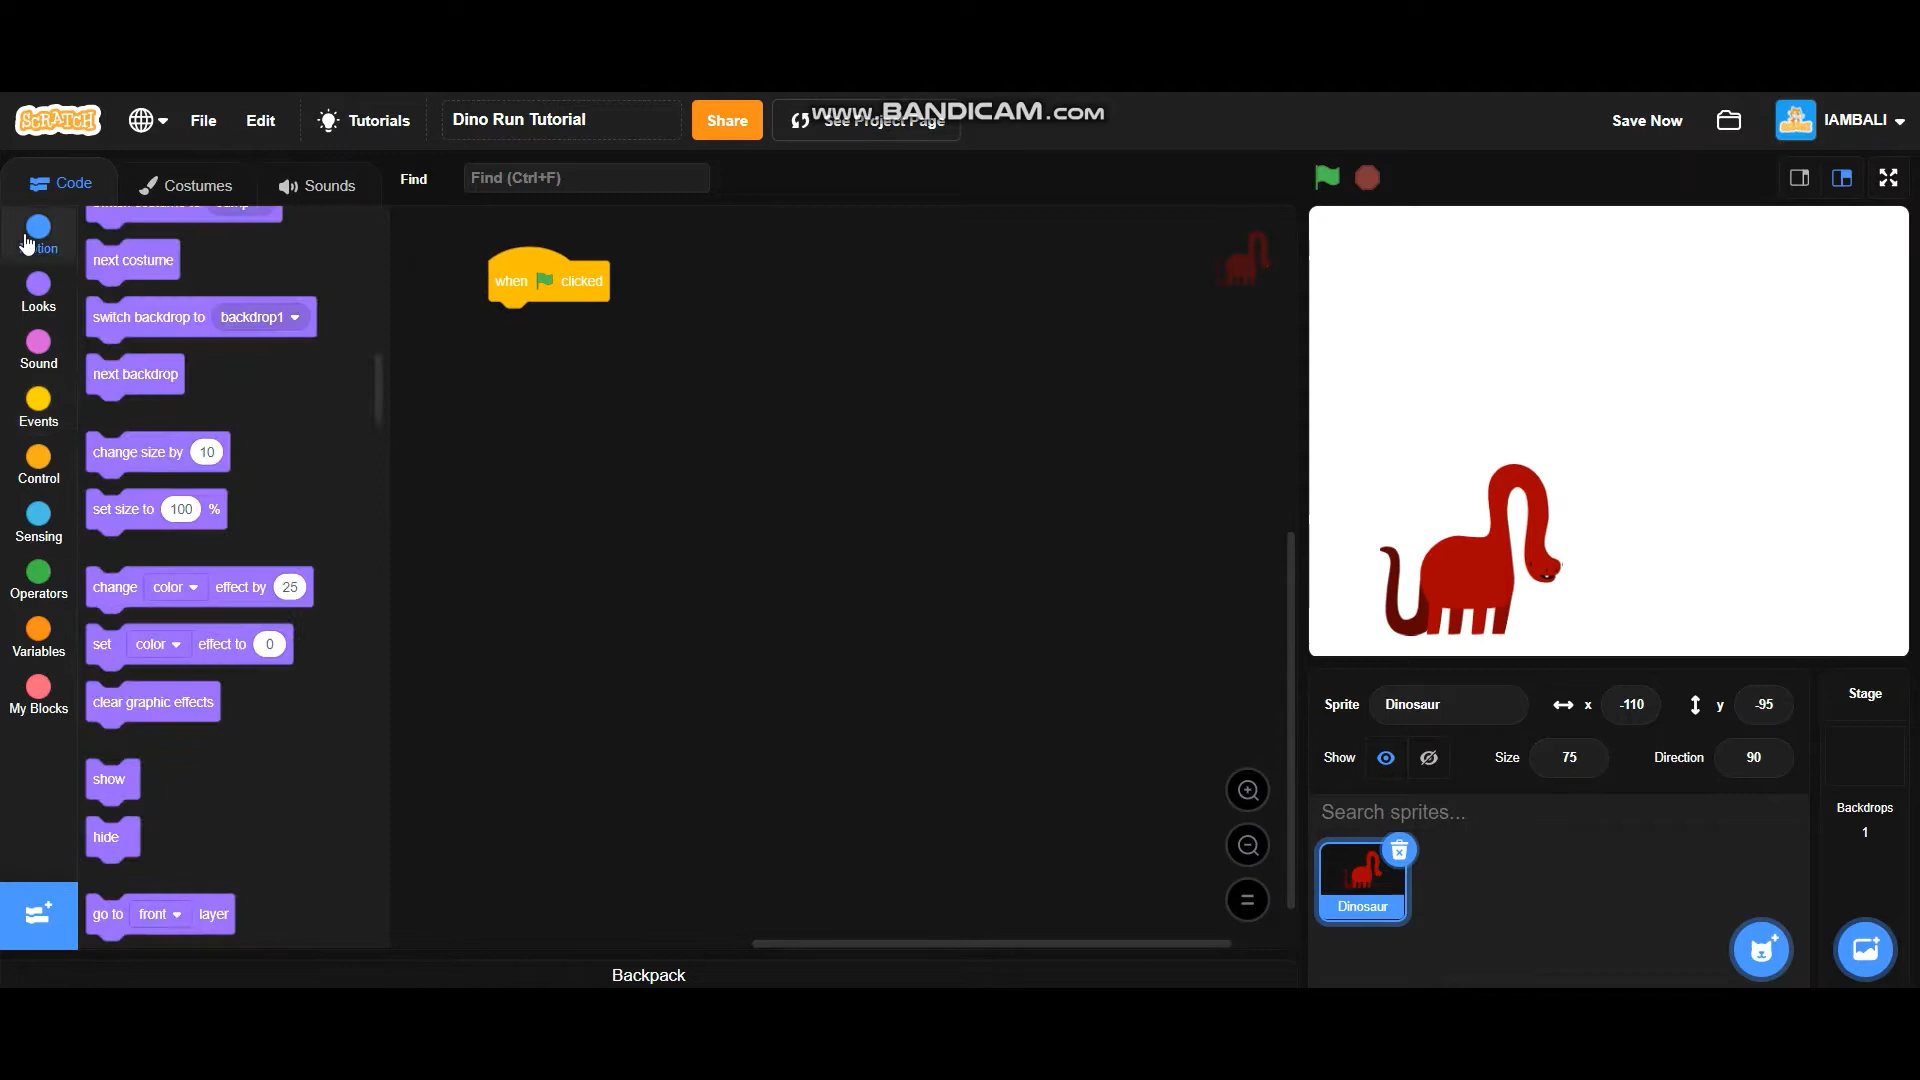 SCRATCH File Edit Tutorials Dino Run Tutorial Share See Project Page www.BANDICAM.com Save Now IAMBALI
Code Costumes Sounds Find Find (Ctrl+F)
Motion
Looks
Sound
Events
Control
Sensing
Operators
Variables
My Blocks
next costume
switch backdrop to backdrop1
next backdrop
change size by 10
set size to 100 %
change color effect by 25
set color effect to 0
clear graphic effects
show
hide
go to front layer
when clicked
Backpack
Sprite Dinosaur x -110 y -95
Show Size 75 Direction 90
Search sprites...
Dinosaur
Stage
Backdrops
1